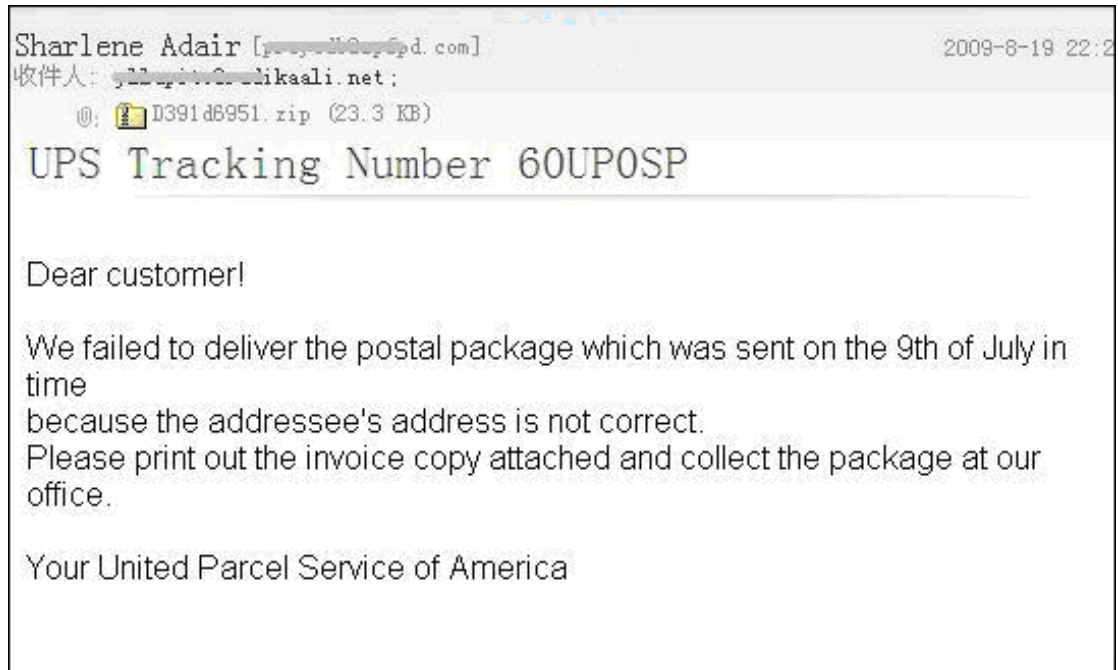 Sharlene Adair [ d.com] 2009-8-19 22:2
收件人: ikaali.net;
D391d6951.zip (23.3 KB)
UPS Tracking Number 60UP0SP
Dear customer!
We failed to deliver the postal package which was sent on the 9th of July in
time
because the addressee's address is not correct.
Please print out the invoice copy attached and collect the package at our
office.
Your United Parcel Service of America